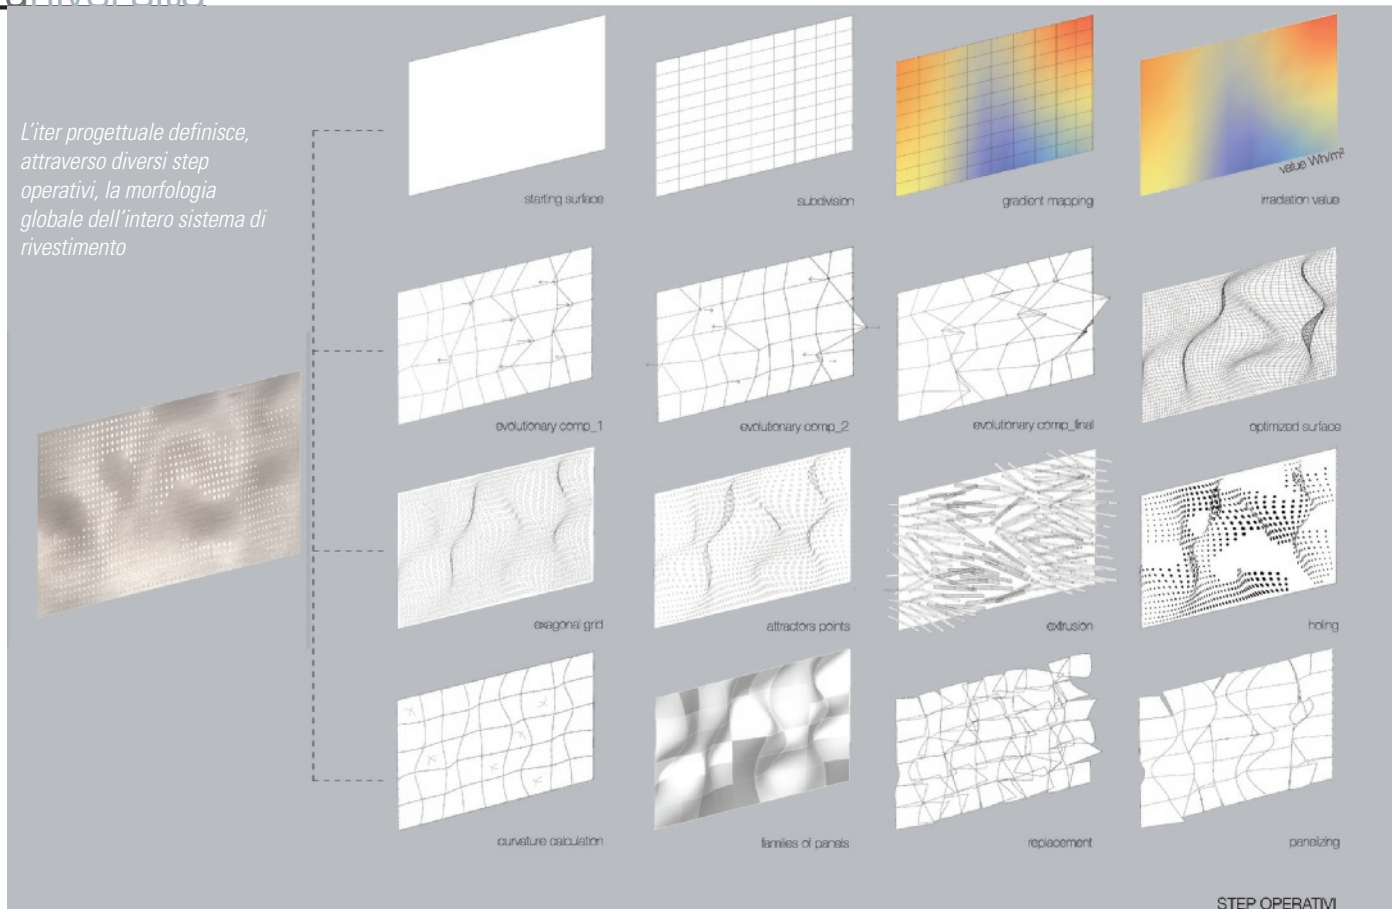 L'iter progettuale definisce,
attraverso diversi step
operativi, la morfologia
globale dell'intero sistema di
rivestimento
value Wh/m²
starting surface
subdivision
gradient mapping
irradiation value
evolutionary comp_1
evolutionary comp_2
evolutionary comp_final
optimized surface
exagonal grid
attractors points
extrusion
holing
curvature calculation
families of panels
replacement
panelizing
STEP OPERATIVI